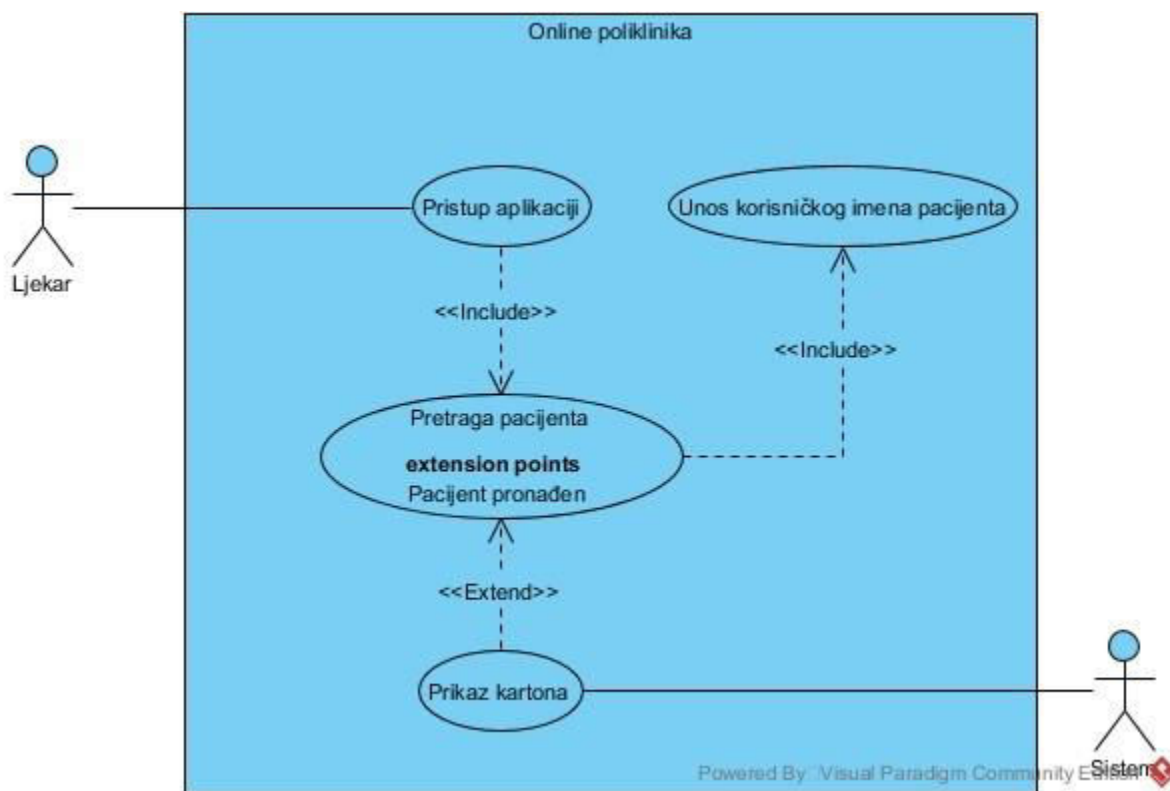 Online poliklinika
Pristup aplikaciji
Unos korisničkog imena pacijenta
Ljekar
<<Include>>
<<Include>>
Pretraga pacijenta
extension points
Pacijent pronađen
<<Extend>>
Prikaz kartona
Sistem
Powered By Visual Paradigm Community Edition